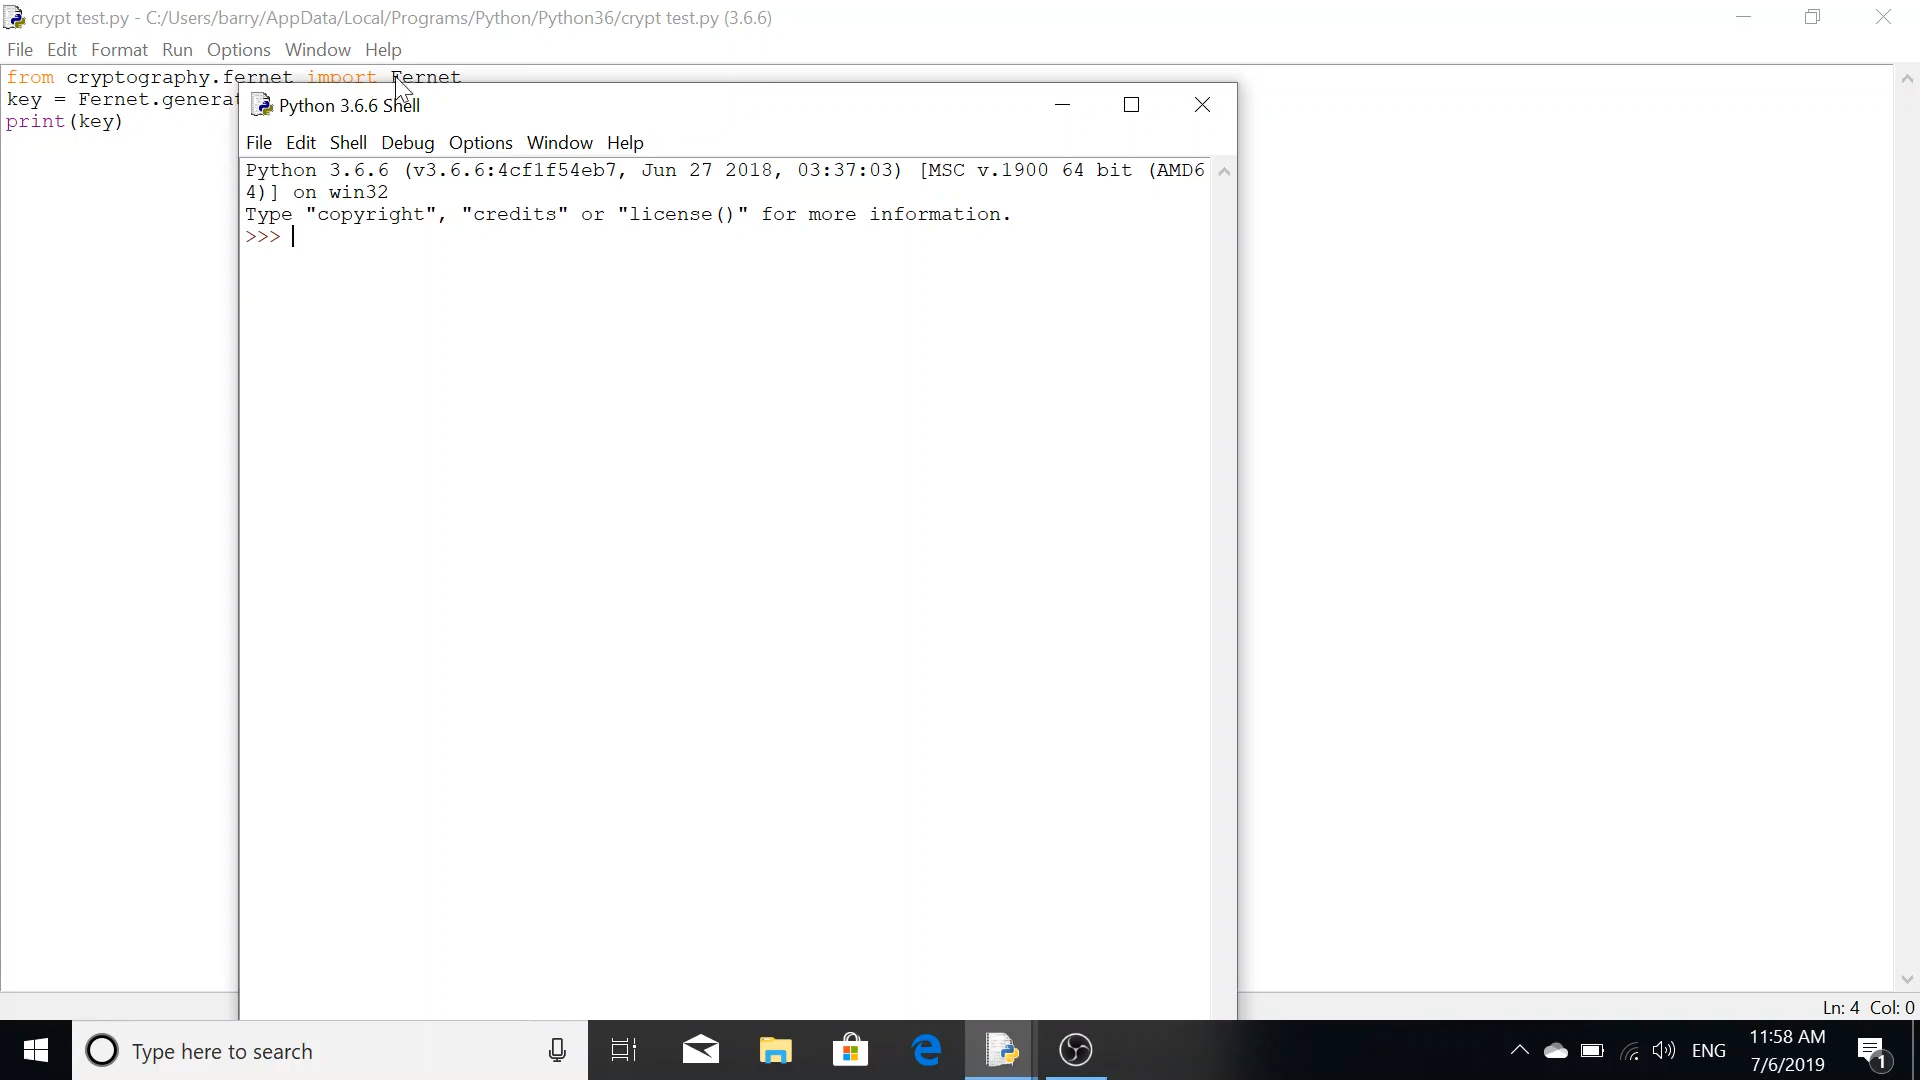 crypt test.py - C:/Users/barry/AppData/Local/Programs/Python/Python36/crypt test.py (3.6.6)
File Edit Format Run Options Window Help
from cryptography.fernet import Fernet
key = Fernet.generat
print(key)
Python 3.6.6 Shell
File Edit Shell Debug Options Window Help
Python 3.6.6 (v3.6.6:4cf1f54eb7, Jun 27 2018, 03:37:03) [MSC v.1900 64 bit (AMD6
4)] on win32
Type "copyright", "credits" or "license()" for more information.
>>>
Ln: 4 Col: 0
Type here to search
ENG
11:58 AM
7/6/2019
1